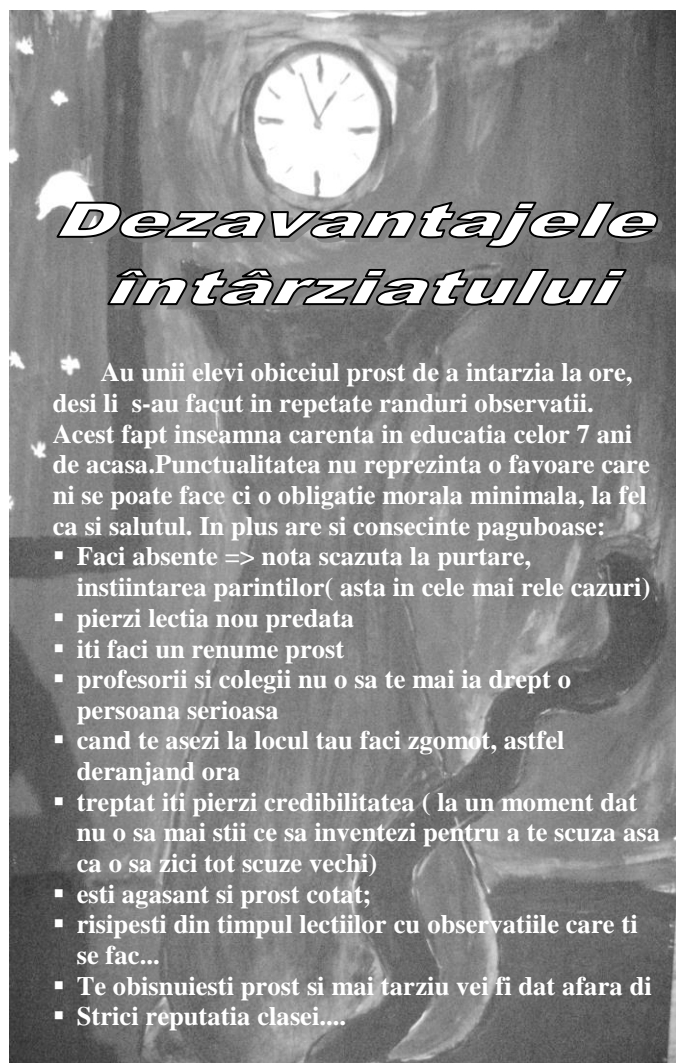 Dezavantajele
întârziatului
Au unii elevi obiceiul prost de a intarzia la ore,
desi li s-au facut in repetate randuri observatii.
Acest fapt inseamna carenta in educatia celor 7 ani
de acasa.Punctualitatea nu reprezinta o favoare care
ni se poate face ci o obligatie morala minimala, la fel
ca si salutul. In plus are si consecinte paguboase:
▪ Faci absente => nota scazuta la purtare,
instiintarea parintilor( asta in cele mai rele cazuri)
▪ pierzi lectia nou predata
▪ iti faci un renume prost
▪ profesorii si colegii nu o sa te mai ia drept o
persoana serioasa
▪ cand te asezi la locul tau faci zgomot, astfel
deranjand ora
▪ treptat iti pierzi credibilitatea ( la un moment dat
nu o sa mai stii ce sa inventezi pentru a te scuza asa
ca o sa zici tot scuze vechi)
▪ esti agasant si prost cotat;
▪ risipesti din timpul lectiilor cu observatiile care ti
se fac...
▪ Te obisnuiesti prost si mai tarziu vei fi dat afara di
▪ Strici reputatia clasei....